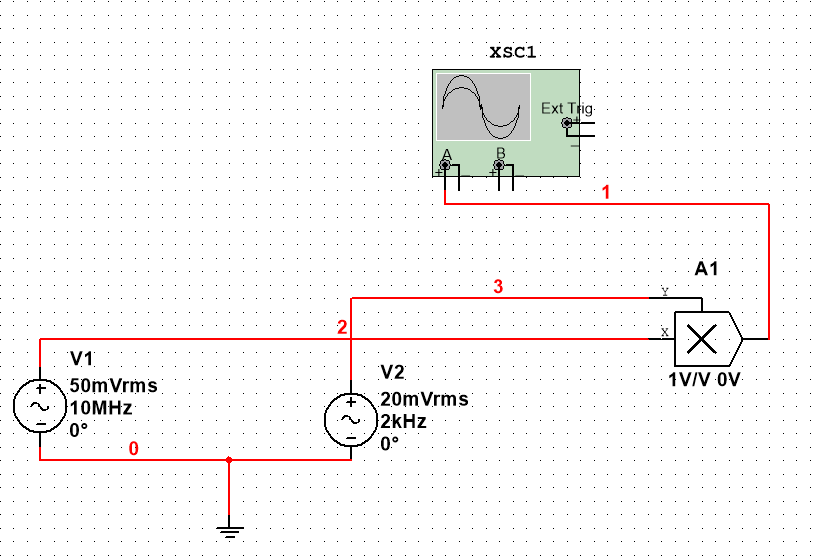 XSC1
Ext Trig
+
_
A
B
+
_
+
_
1
A1
3
Y
2
X
V1
50mVrms
10MHz
0°
V2
20mVrms
2kHz
0°
1V/V 0V
0